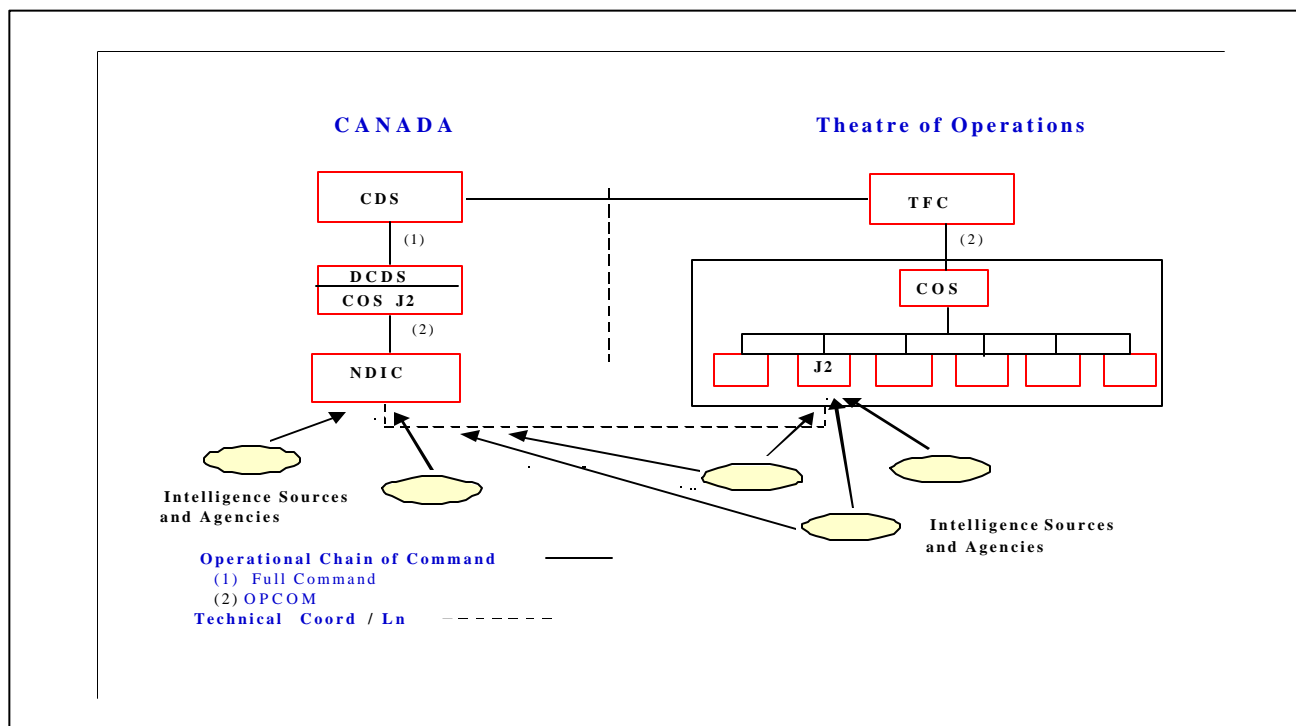 CANADA
Theatre of Operations
CDS
TFC
(1)
(2)
DCDS
COS J2
COS
(2)
NDIC
J2
Intelligence Sources
and Agencies
Intelligence Sources
and Agencies
Operational Chain of Command
(1) Full Command
(2) OPCOM
Technical Coord / Ln